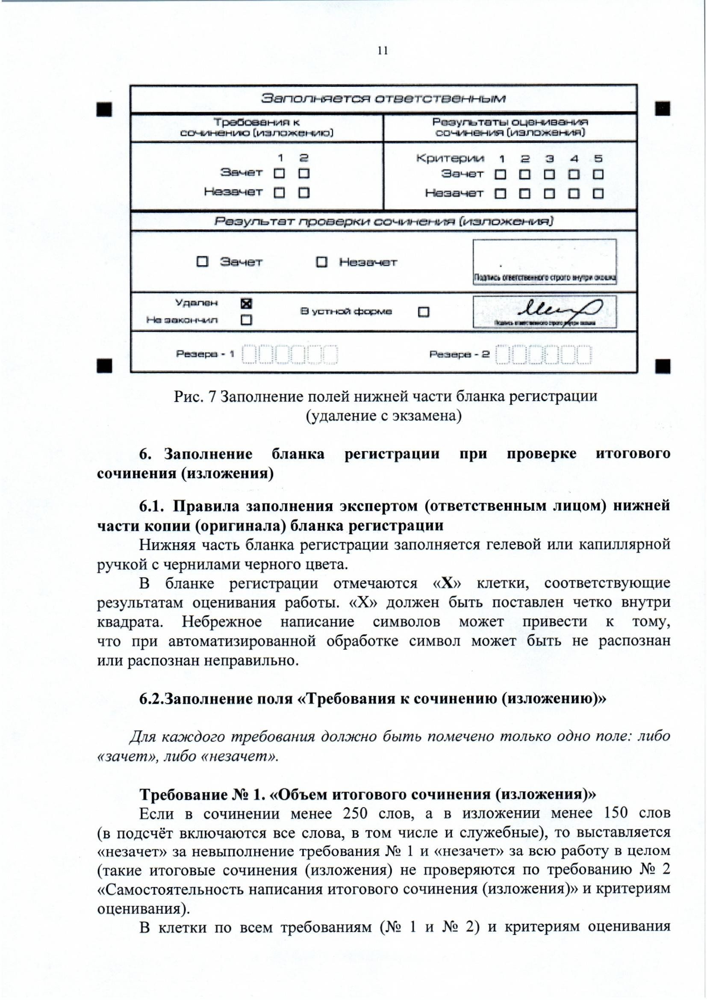 11
Заполняется ответственным
Требования к
сочинению (изложению)
Результаты оценивания
сочинения (изложения)
1 2
Зачет
Незачет
Критерии 1 2 3 4 5
Зачет
Незачет
Результат проверки сочинения (изложения)
Зачет Незачет
Подпись ответственного строго внутри окошка
Удален
Не закончил
В устной форме
Подпись ответственного строго внутри окошка
Резерв - 1 Резерв - 2
Рис. 7 Заполнение полей нижней части бланка регистрации
(удаление с экзамена)
6. Заполнение бланка регистрации при проверке итогового
сочинения (изложения)
6.1. Правила заполнения экспертом (ответственным лицом) нижней
части копии (оригинала) бланка регистрации
Нижняя часть бланка регистрации заполняется гелевой или капиллярной
ручкой с чернилами черного цвета.
В бланке регистрации отмечаются «Х» клетки, соответствующие
результатам оценивания работы. «Х» должен быть поставлен четко внутри
квадрата. Небрежное написание символов может привести к тому,
что при автоматизированной обработке символ может быть не распознан
или распознан неправильно.
6.2.Заполнение поля «Требования к сочинению (изложению)»
Для каждого требования должно быть помечено только одно поле: либо
«зачет», либо «незачет».
Требование № 1. «Объем итогового сочинения (изложения)»
Если в сочинении менее 250 слов, а в изложении менее 150 слов
(в подсчёт включаются все слова, в том числе и служебные), то выставляется
«незачет» за невыполнение требования № 1 и «незачет» за всю работу в целом
(такие итоговые сочинения (изложения) не проверяются по требованию № 2
«Самостоятельность написания итогового сочинения (изложения)» и критериям
оценивания).
В клетки по всем требованиям (№ 1 и № 2) и критериям оценивания